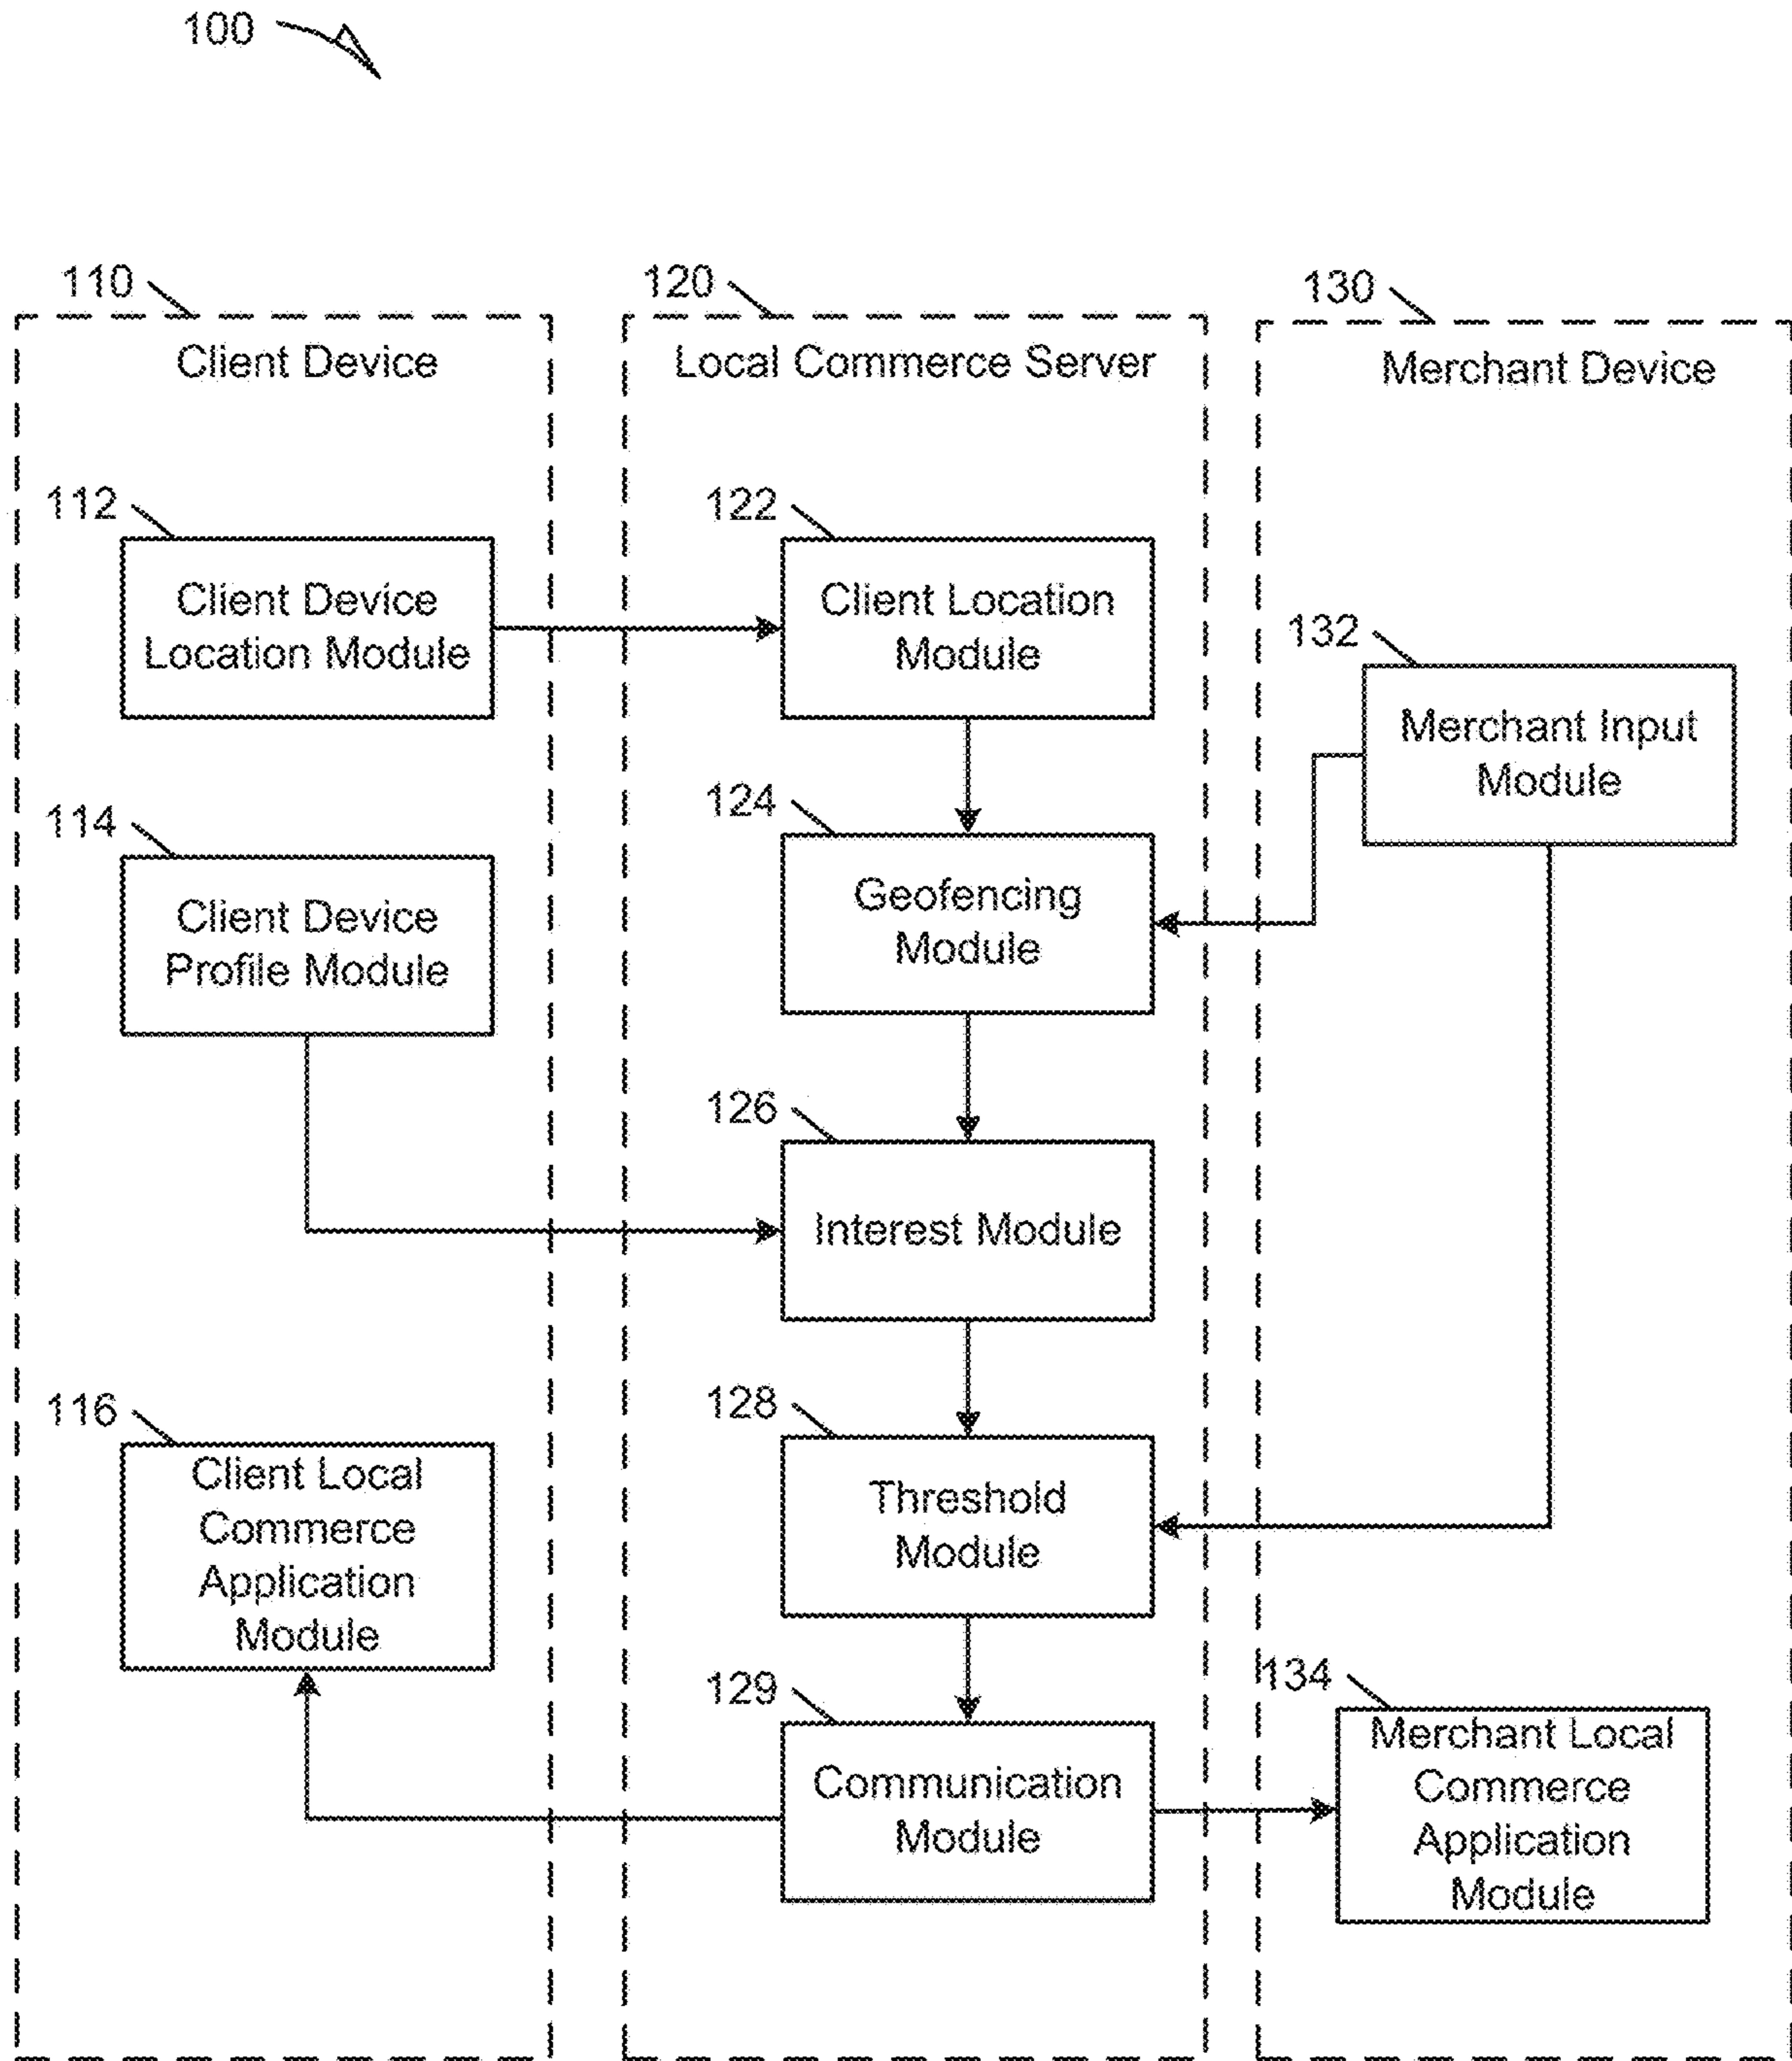 100
110
120
130
Client Device
Local Commerce Server
Merchant Device
112
Client Device
Location Module
122
Client Location
Module
132
Merchant Input
Module
114
Client Device
Profile Module
124
Geofencing
Module
126
Interest Module
116
Client Local
Commerce
Application
Module
128
Threshold
Module
129
Communication
Module
134
Merchant Local
Commerce
Application
Module